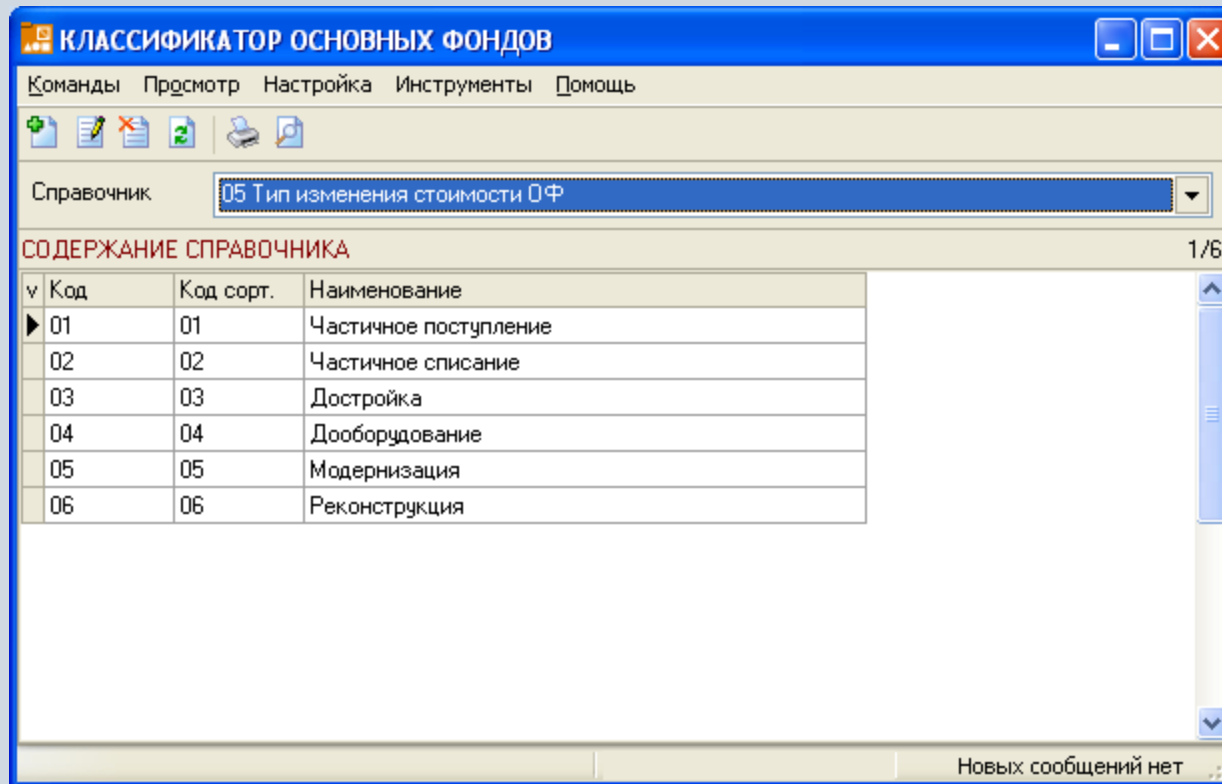 КЛАССИФИКАТОР ОСНОВНЫХ ФОНДОВ
Команды Просмотр Настройка Инструменты Помощь
Справочник 05 Тип изменения стоимости ОФ
СОДЕРЖАНИЕ СПРАВОЧНИКА 1/6
v Код Код сорт. Наименование
01 01 Частичное поступление
02 02 Частичное списание
03 03 Достройка
04 04 Дооборудование
05 05 Модернизация
06 06 Реконструкция
Новых сообщений нет